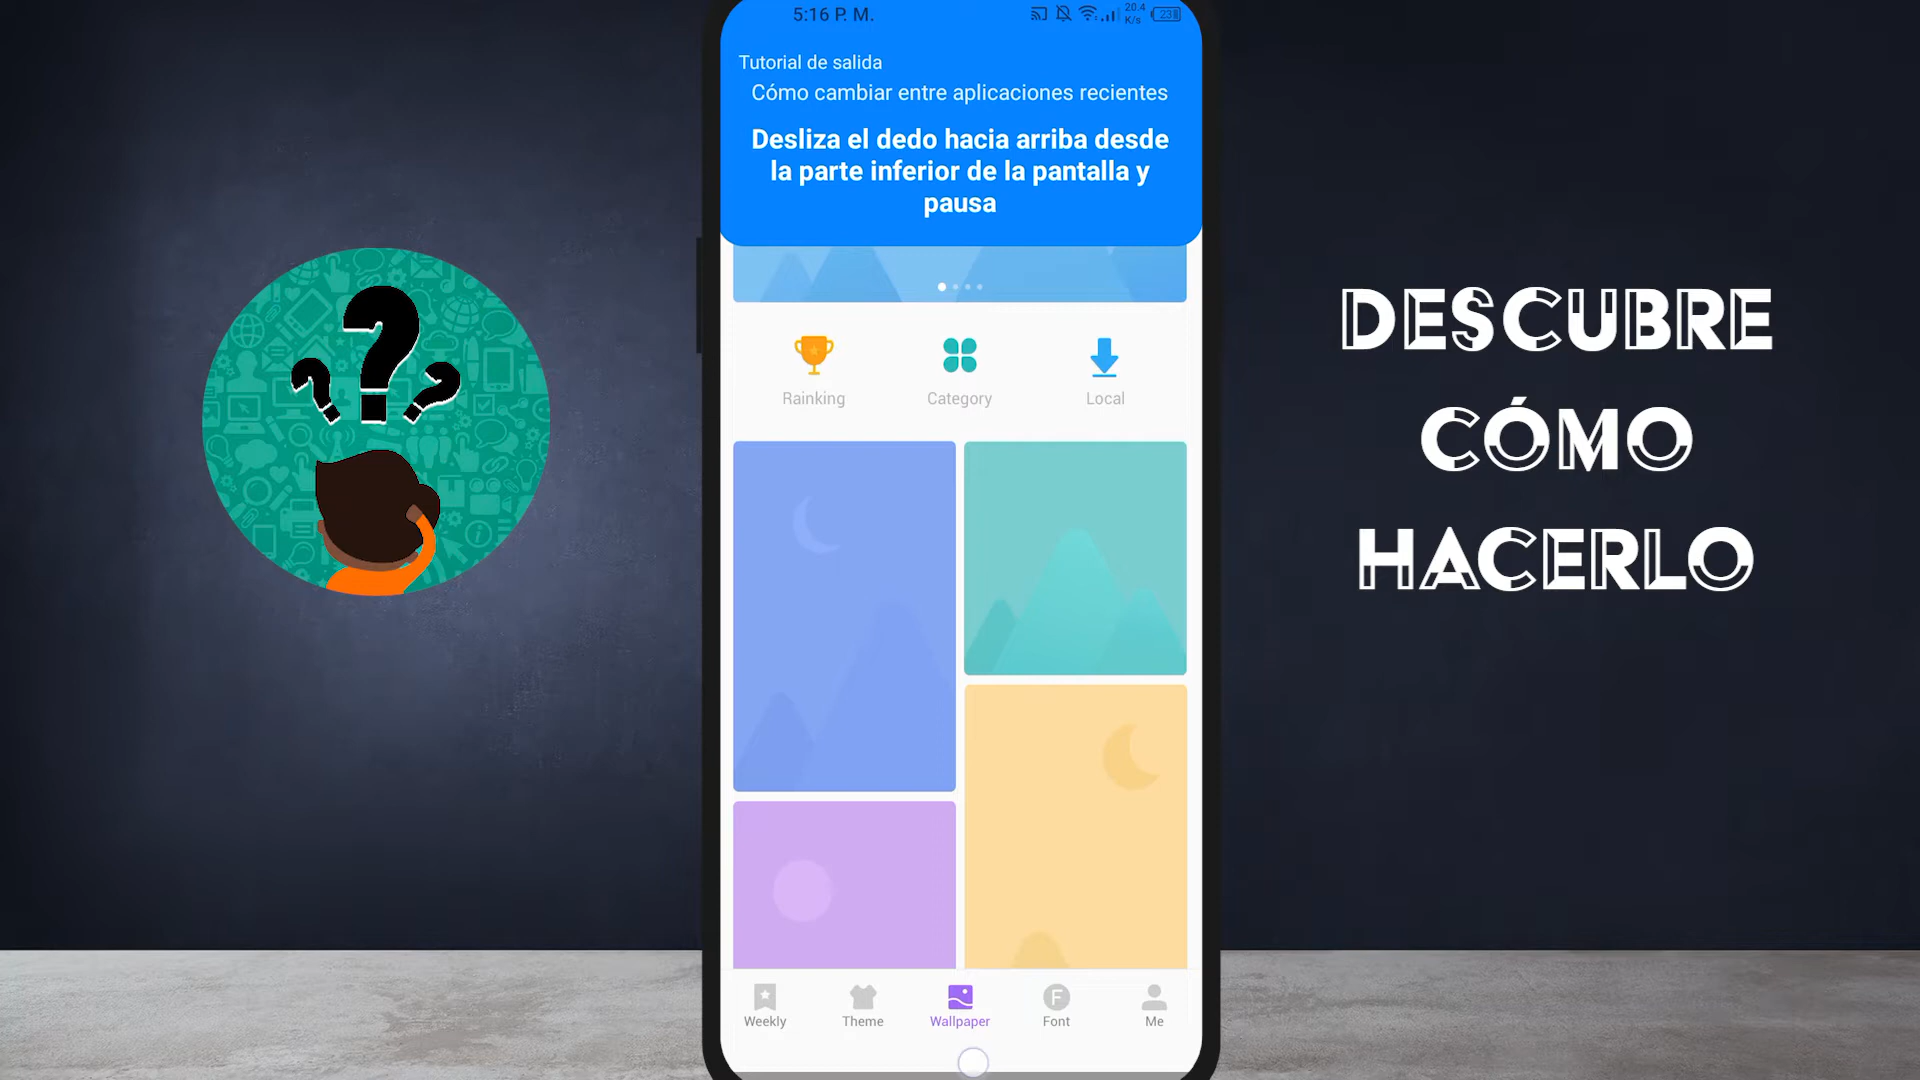 5:16 P. M.
20.4
K/s
23
Tutorial de salida
Cómo cambiar entre aplicaciones recientes
Desliza el dedo hacia arriba desde
la parte inferior de la pantalla y
pausa
Rainking
Category
Local
Weekly
Theme
Wallpaper
F
Font
Me
???
DESCUBRE
CÓMO
HACERLO